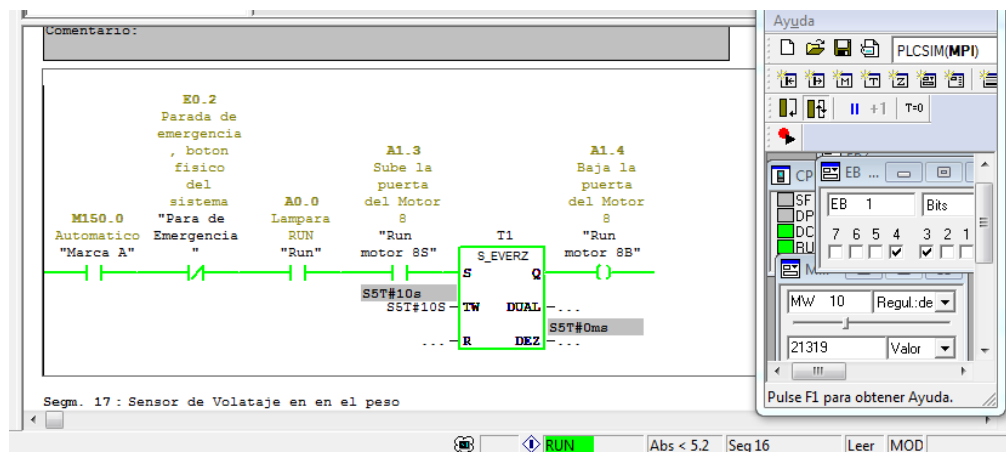 Comentario:
E0.2
Parada de
emergencia
, boton
fisico
del
sistema
"Para de
Emergencia
"
M150.0
Automatico
"Marca A"
A0.0
Lampara
RUN
"Run"
A1.3
Sube la
puerta
del Motor
8
"Run
motor 8S"
T1
S_EVERZ
S Q
TW DUAL
R DEZ
S5T#10s
S5T#10S
...
...
S5T#0ms
...
A1.4
Baja la
puerta
del Motor
8
"Run
motor 8B"
Segm. 17 : Sensor de Volataje en en el peso
Ayuda
PLCSIM(MPI)
+1 T=0
CP
SF
DP
DC
RU
EB ...
EB 1 Bits
7 6 5 4 3 2 1
M...
MW 10 Regul.:de
21319 Valor
Pulse F1 para obtener Ayuda.
RUN Abs < 5.2 Seg 16 Leer MOD